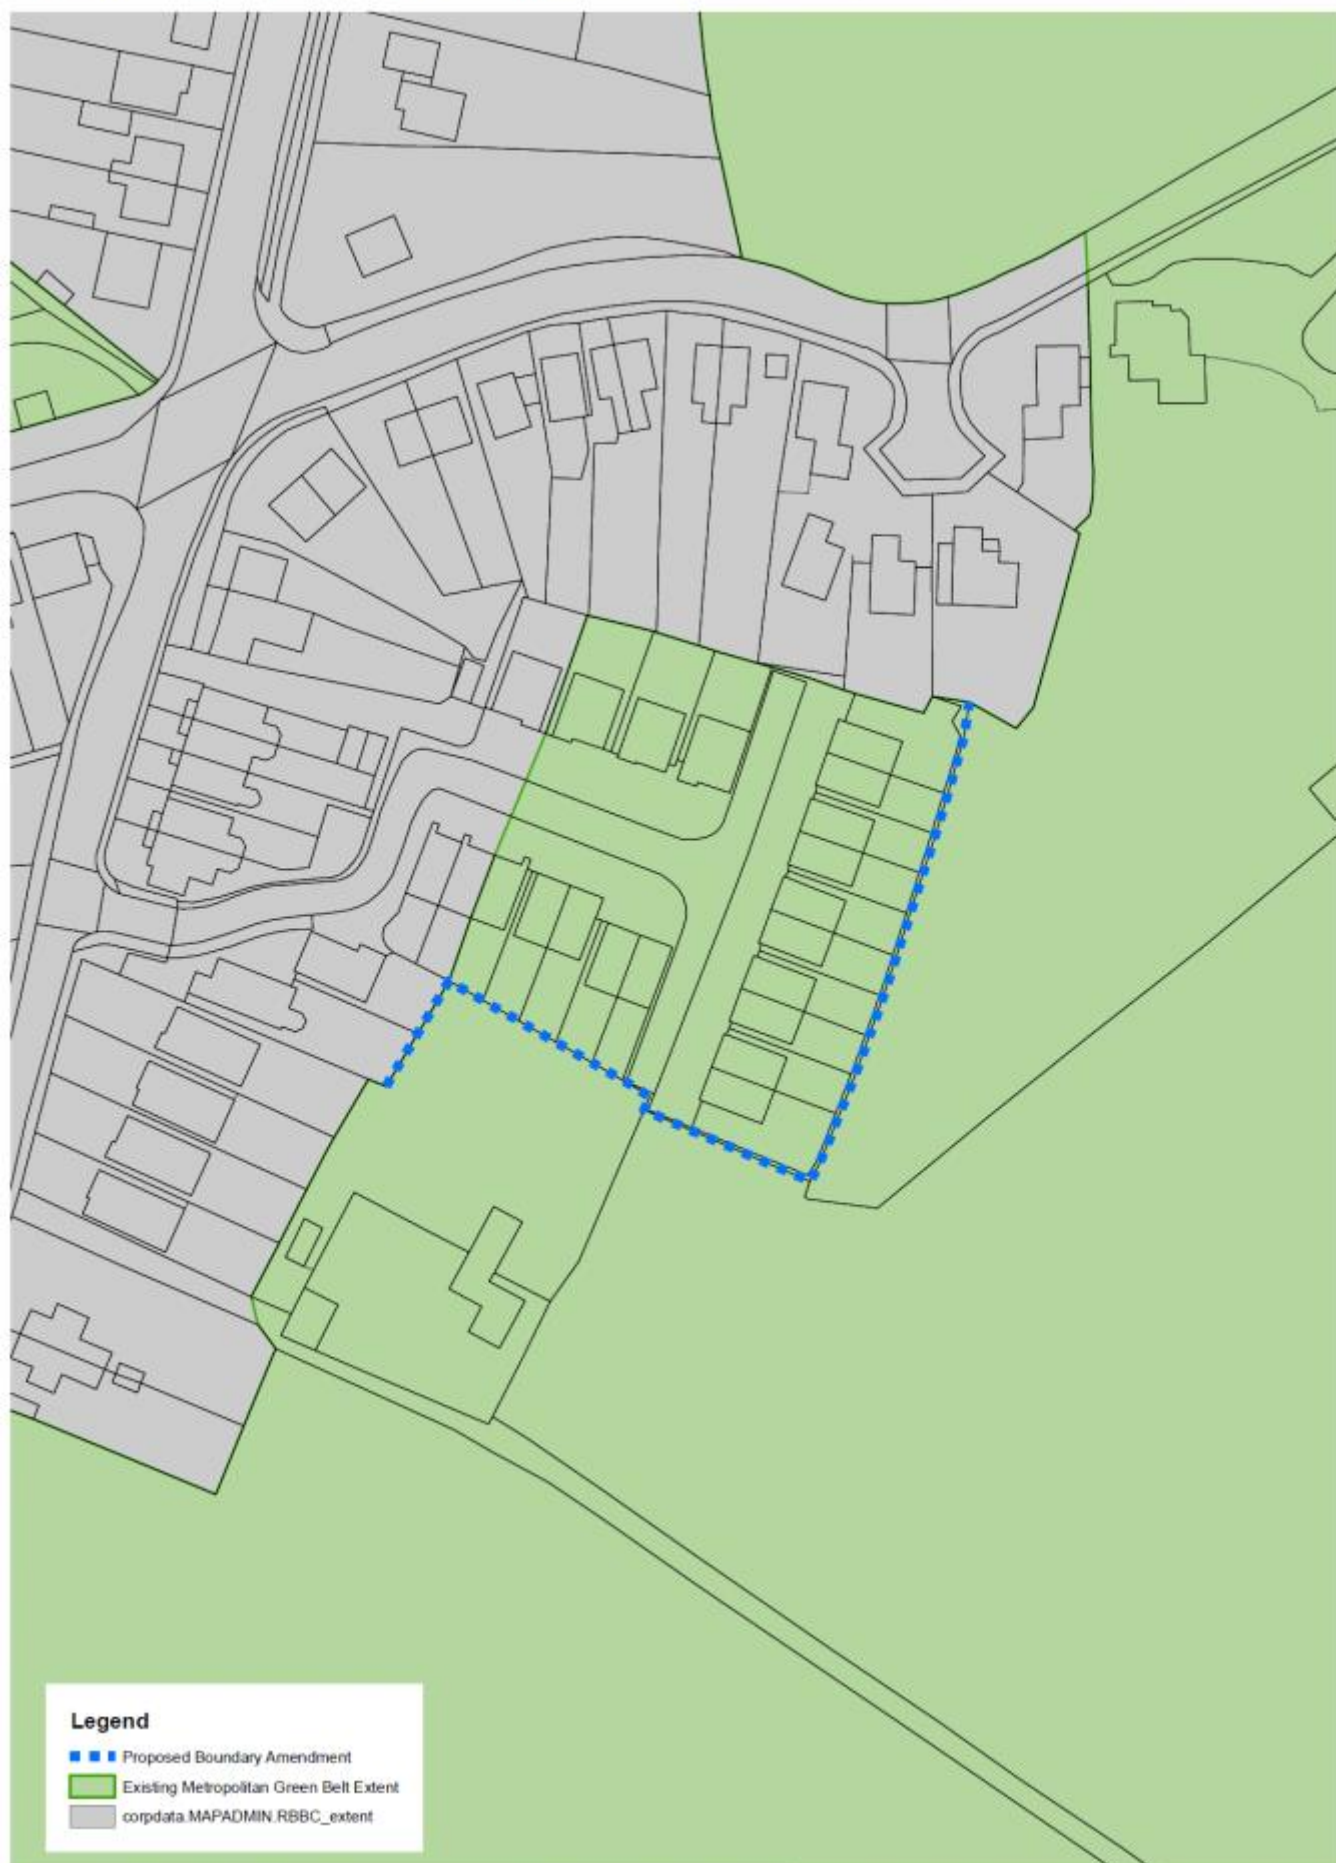 Legend
Proposed Boundary Amendment
Existing Metropolitan Green Belt Extent
corpdata.MAPADMIN.RBBC_extent